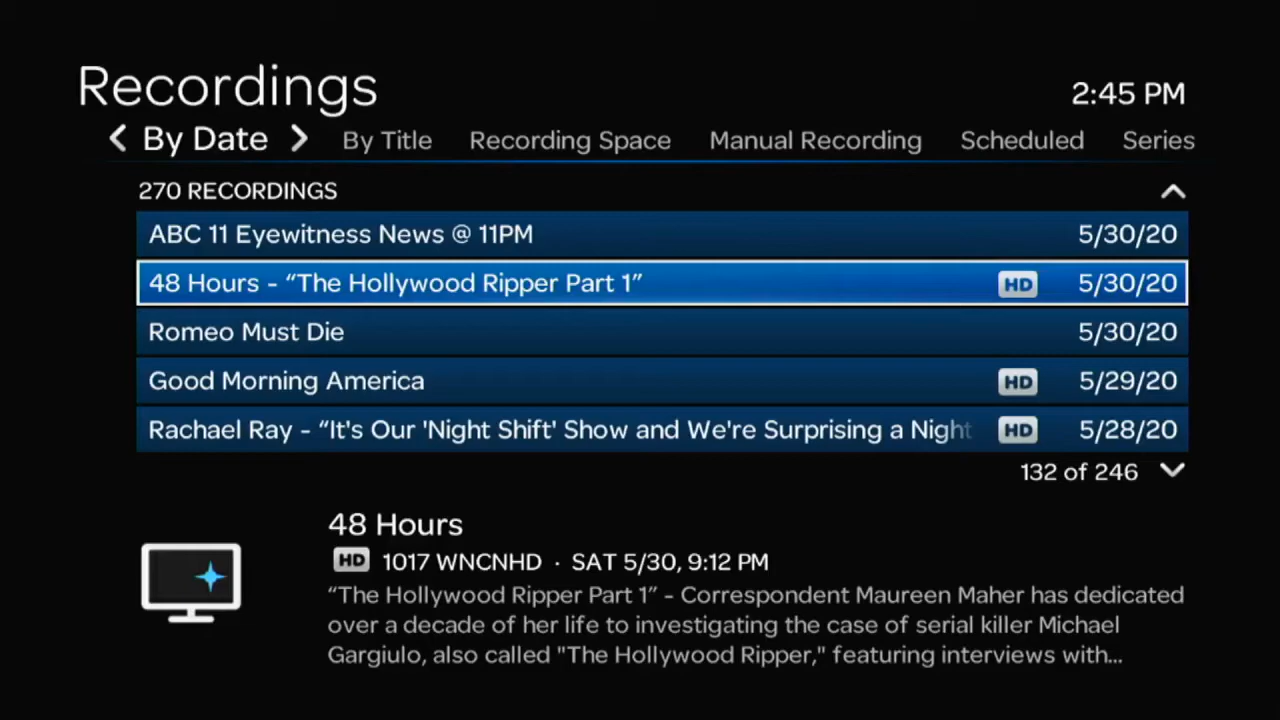 Recordings
2:45 PM
By Date By Title Recording Space Manual Recording Scheduled Series
270 RECORDINGS
ABC 11 Eyewitness News @ 11PM 5/30/20
48 Hours - “The Hollywood Ripper Part 1” HD 5/30/20
Romeo Must Die 5/30/20
Good Morning America HD 5/29/20
Rachael Ray - “It's Our 'Night Shift' Show and We're Surprising a Night HD 5/28/20
132 of 246
48 Hours
HD 1017 WNCNHD · SAT 5/30, 9:12 PM
“The Hollywood Ripper Part 1” - Correspondent Maureen Maher has dedicated
over a decade of her life to investigating the case of serial killer Michael
Gargiulo, also called "The Hollywood Ripper," featuring interviews with...